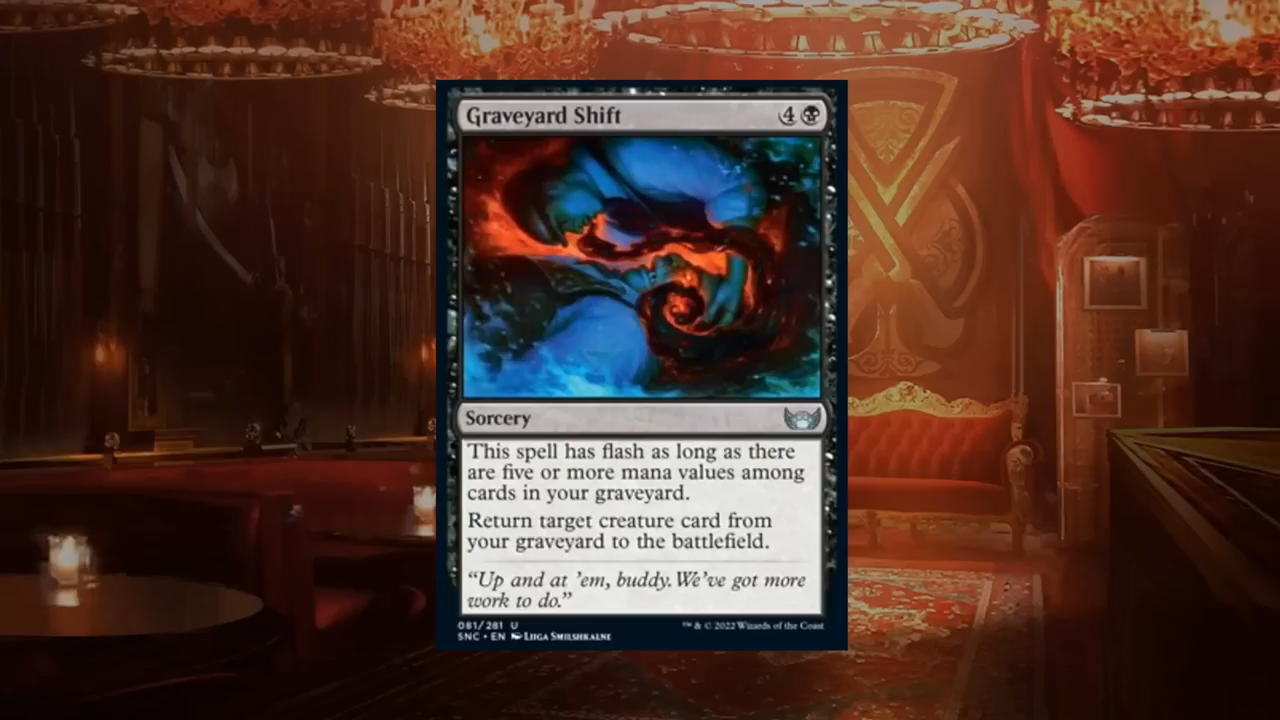 Graveyard Shift 4
Sorcery
This spell has flash as long as there
are five or more mana values among
cards in your graveyard.
Return target creature card from
your graveyard to the battlefield.
“Up and at ’em, buddy. We’ve got more
work to do.”
081/281 U
™ & © 2022 Wizards of the Coast
SNC • EN Liiga Smilshkalne